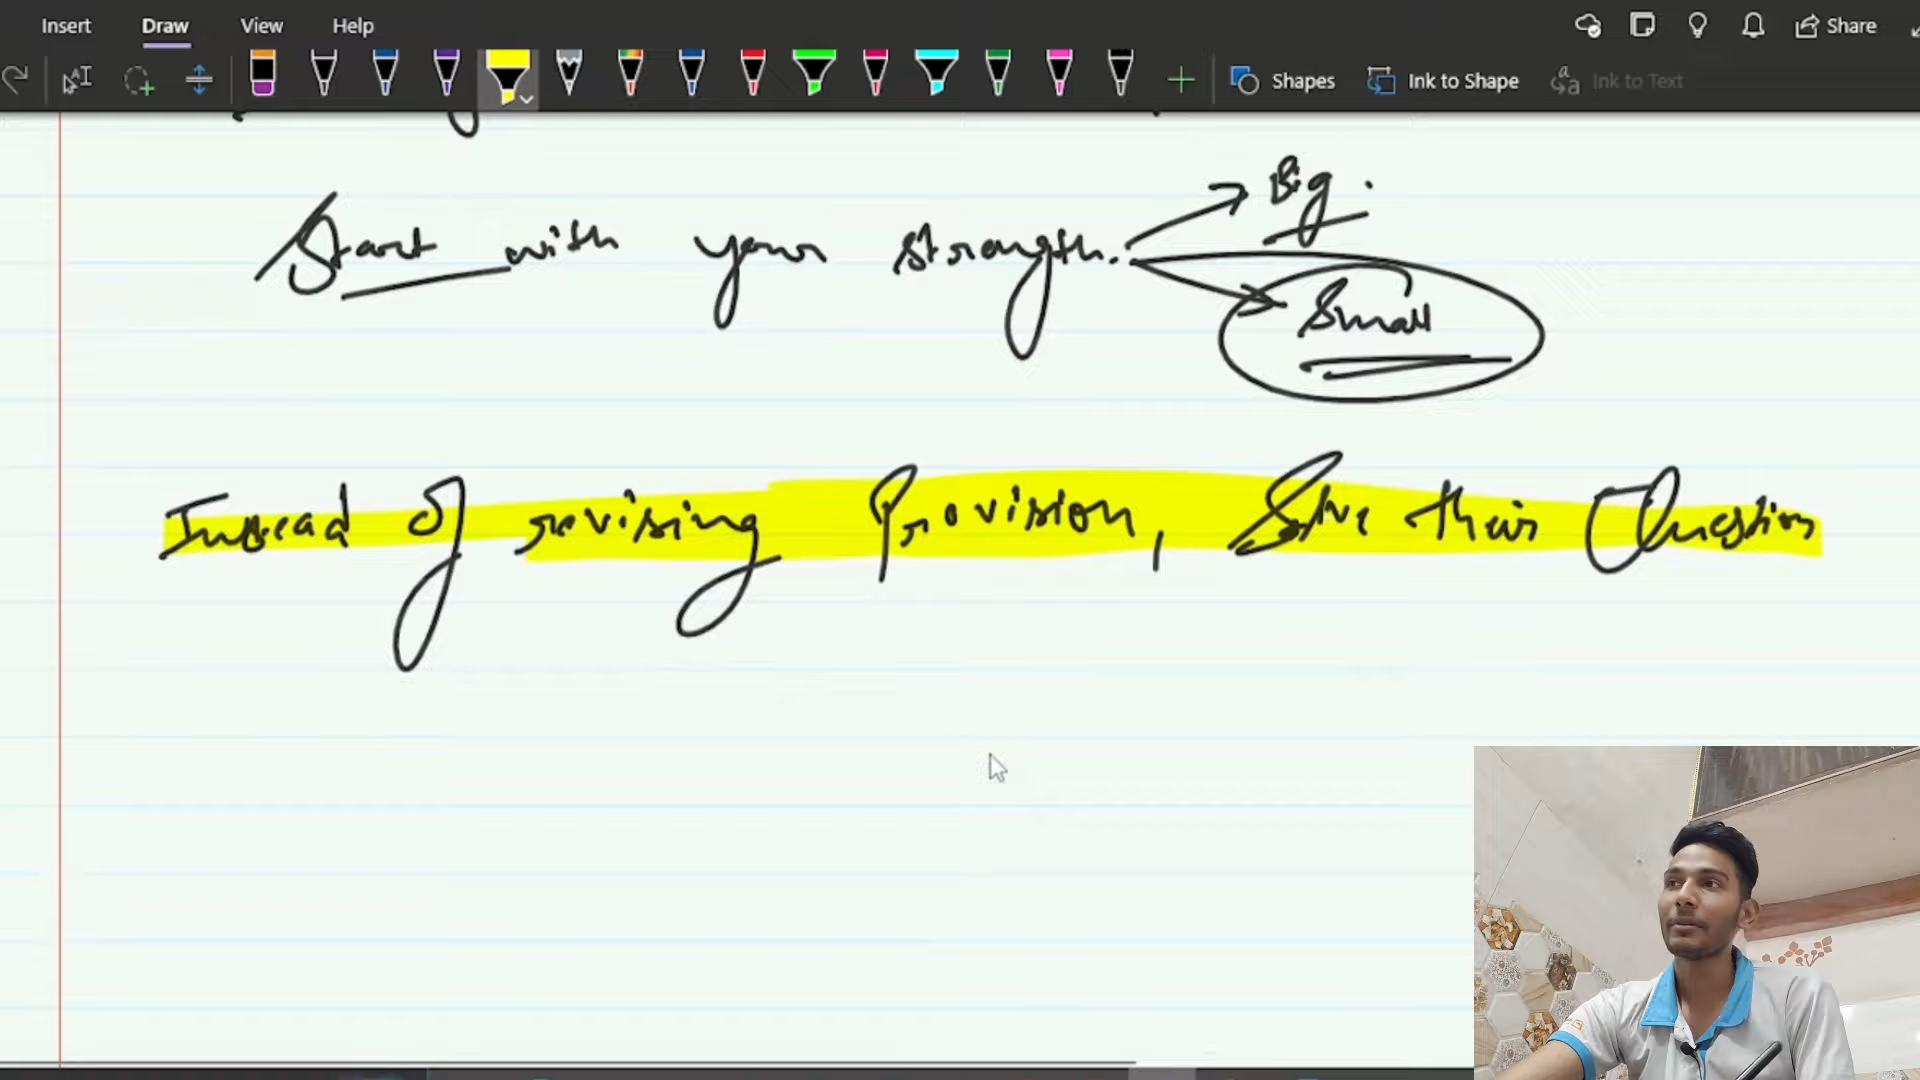 Insert Draw View Help Share
Shapes Ink to Shape Ink to Text
Big.
Start with your strength.
Small
Instead of revising Provision, Solve their Question